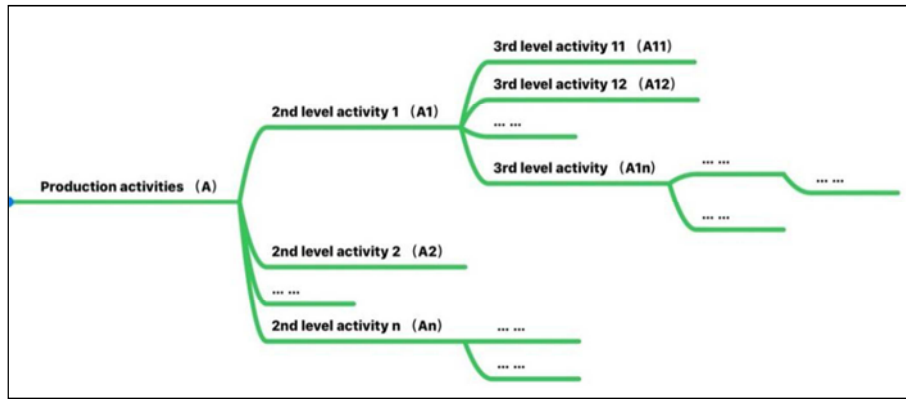 3rd level activity 11 （A11）
3rd level activity 12 （A12）
2nd level activity 1 （A1）
... ...
3rd level activity （A1n）
... ...
... ...
Production activities （A）
... ...
2nd level activity 2 （A2）
... ...
2nd level activity n （An）
... ...
... ...